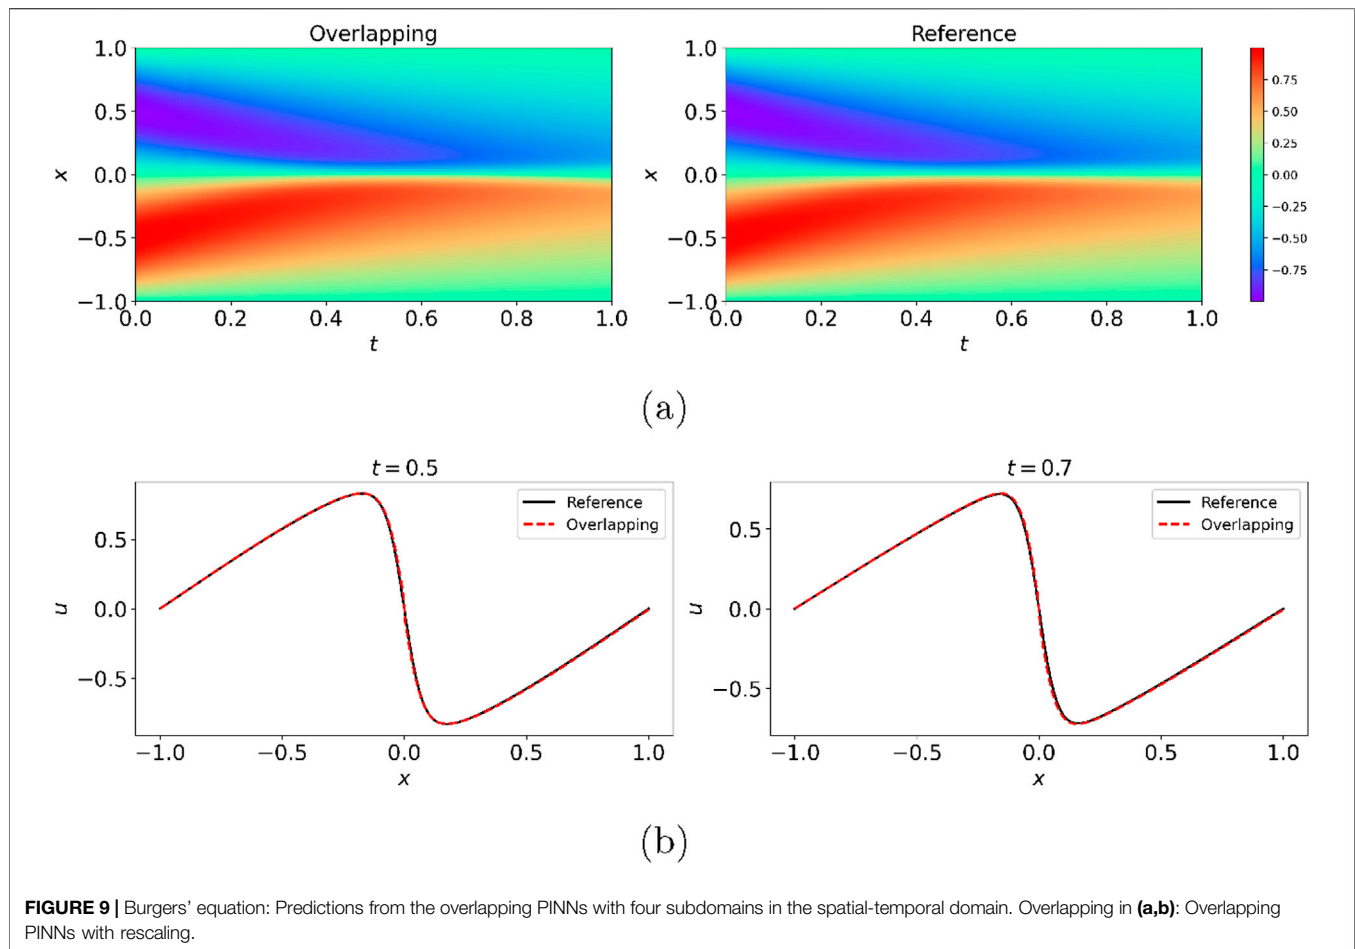 Overlapping
Reference
1.0
0.5
0.0
−0.5
−1.0
x
0.0 0.2 0.4 0.6 0.8 1.0
t
1.0
0.5
0.0
−0.5
−1.0
x
0.0 0.2 0.4 0.6 0.8 1.0
t
0.75
0.50
0.25
0.00
−0.25
−0.50
−0.75
(a)
t = 0.5
0.5
0.0
−0.5
u
Reference
Overlapping
−1.0 −0.5 0.0 0.5 1.0
x
t = 0.7
0.5
0.0
−0.5
u
Reference
Overlapping
−1.0 −0.5 0.0 0.5 1.0
x
(b)
FIGURE 9 | Burgers’ equation: Predictions from the overlapping PINNs with four subdomains in the spatial-temporal domain. Overlapping in (a,b): Overlapping
PINNs with rescaling.